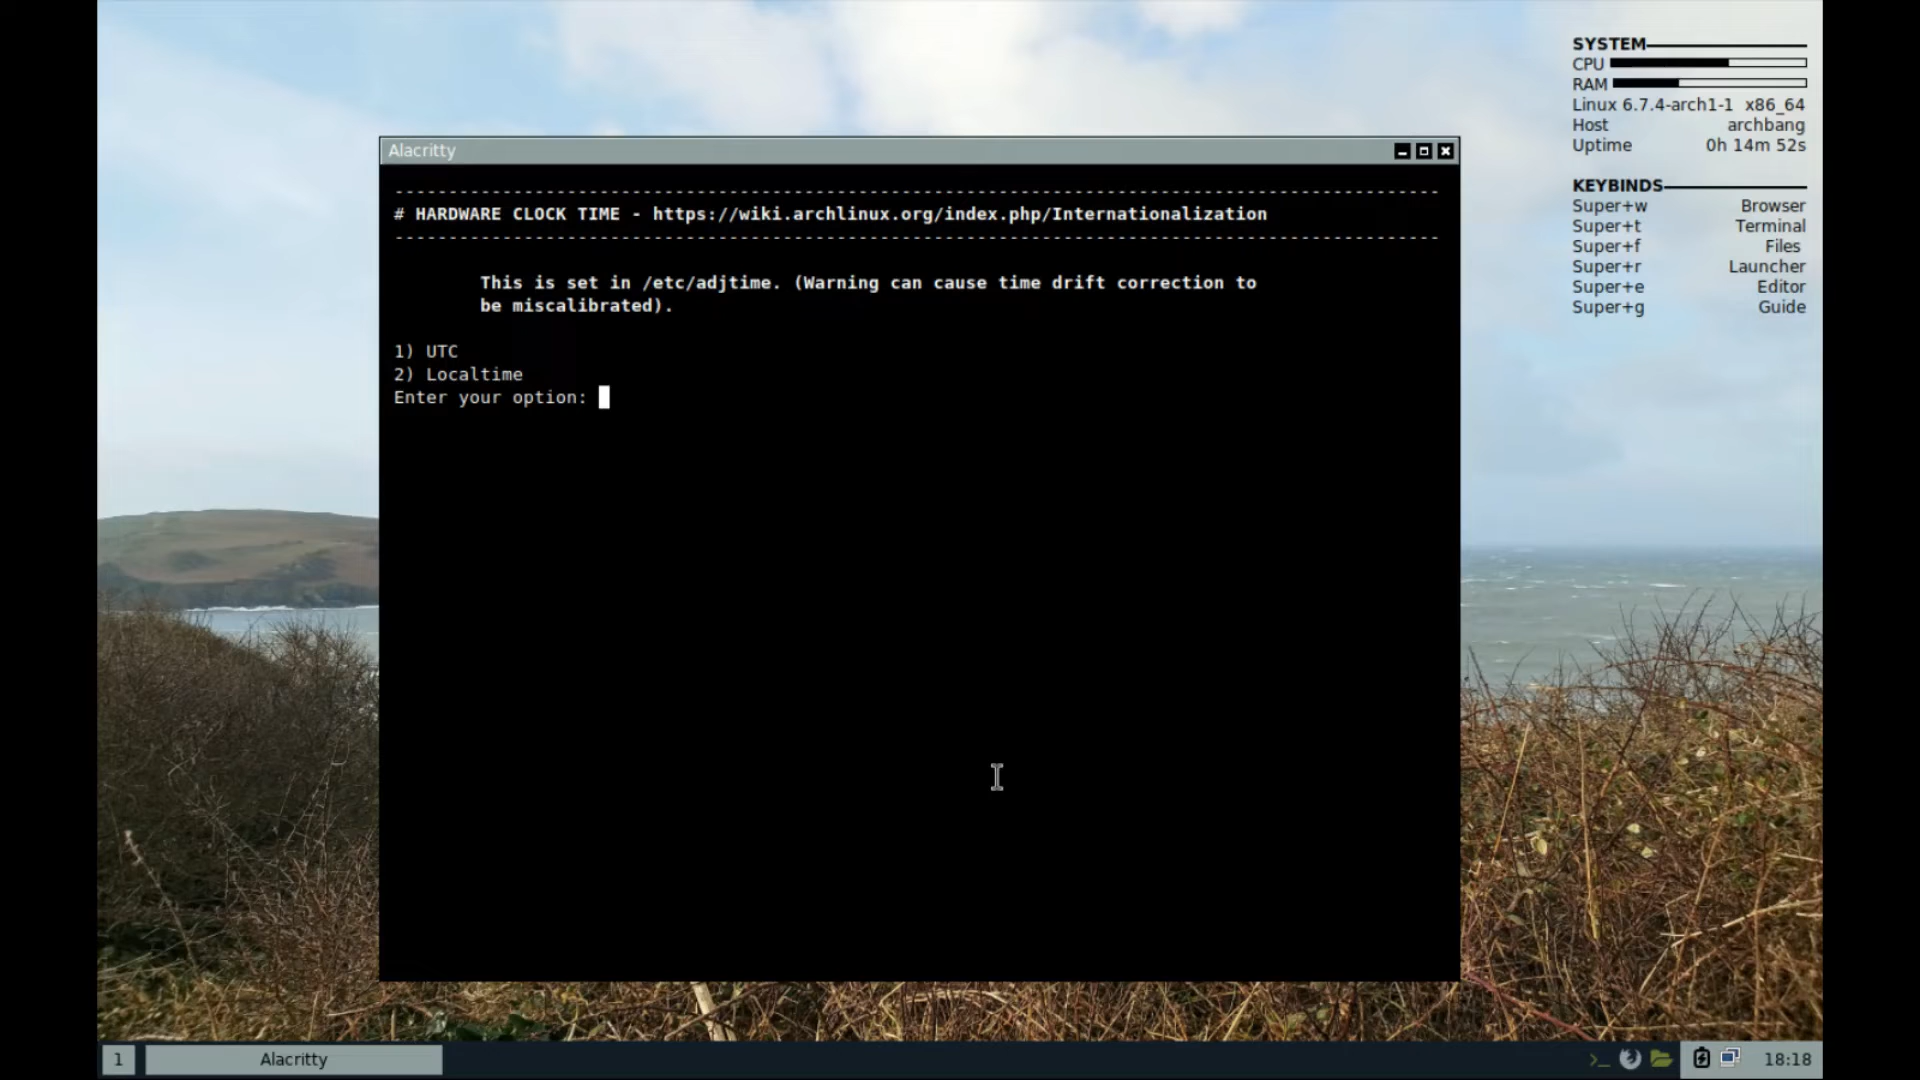 Alacritty
# HARDWARE CLOCK TIME - https://wiki.archlinux.org/index.php/Internationalization
This is set in /etc/adjtime. (Warning can cause time drift correction to
be miscalibrated).
1) UTC
2) Localtime
Enter your option:
SYSTEM
CPU
RAM
Linux 6.7.4-arch1-1 x86_64
Host archbang
Uptime 0h 14m 52s
KEYBINDS
Super+w Browser
Super+t Terminal
Super+f Files
Super+r Launcher
Super+e Editor
Super+g Guide
1 Alacritty 18:18